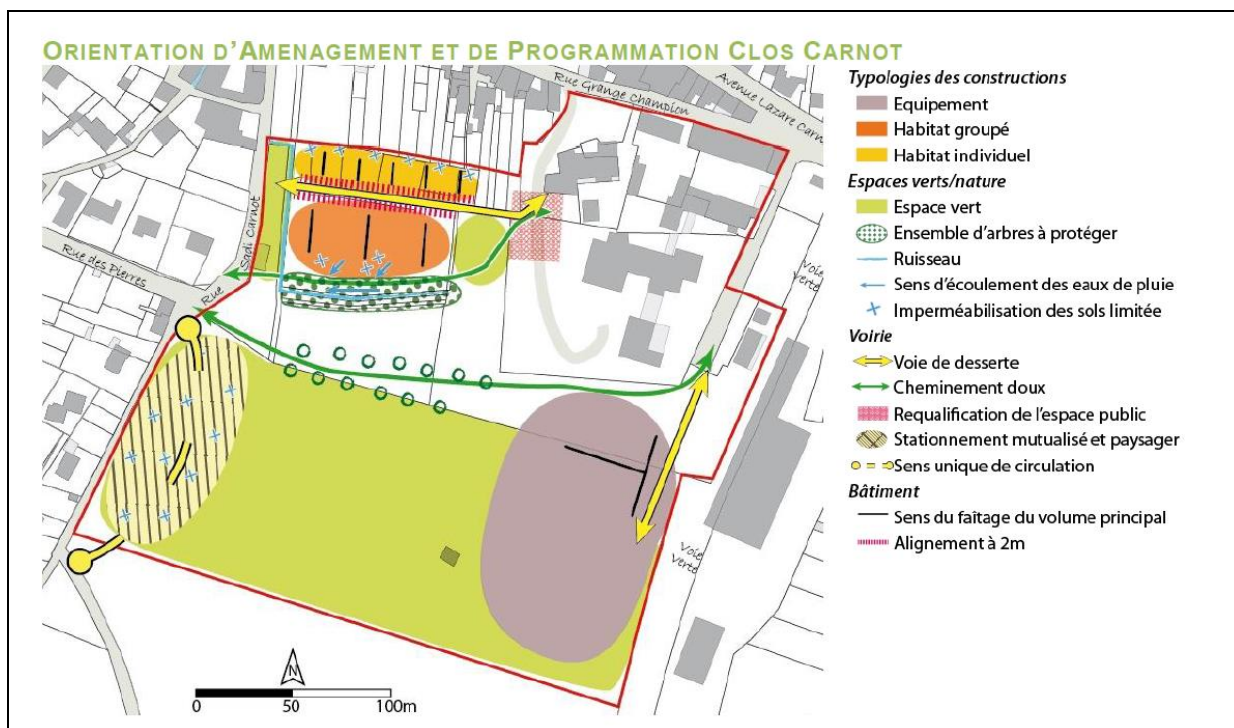 ORIENTATION D'AMENAGEMENT ET DE PROGRAMMATION CLOS CARNOT
Rue Grange Champion
Avenue Lazare Carn
Sadi Carnot
Rue des Pierres
Rue
Voie verte
Voie verte
N
0 50 100m
Typologies des constructions
Equipement
Habitat groupé
Habitat individuel
Espaces verts/nature
Espace vert
Ensemble d'arbres à protéger
Ruisseau
Sens d'écoulement des eaux de pluie
Imperméabilisation des sols limitée
Voirie
Voie de desserte
Cheminement doux
Requalification de l'espace public
Stationnement mutualisé et paysager
Sens unique de circulation
Bâtiment
Sens du faîtage du volume principal
Alignement à 2m